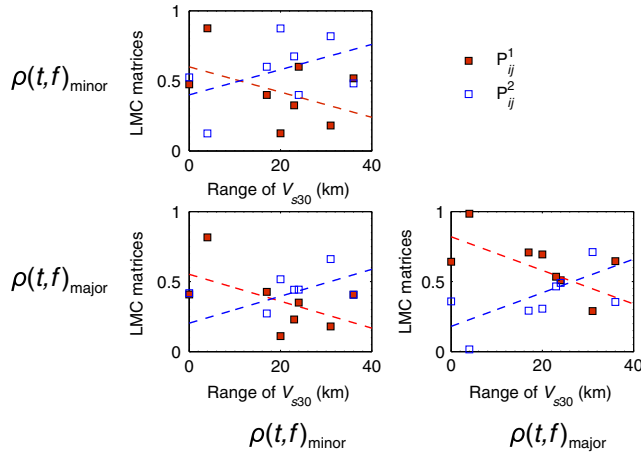 1
P¹ᵢⱼ
ρ(t,f)minor
LMC matrices
0.5
P²ᵢⱼ
0
0 20 40
Range of Vs30 (km)
1 1
ρ(t,f)major
LMC matrices
0.5
LMC matrices
0.5
0 0
0 20 40 0 20 40
Range of Vs30 (km) Range of Vs30 (km)
ρ(t,f)minor ρ(t,f)major